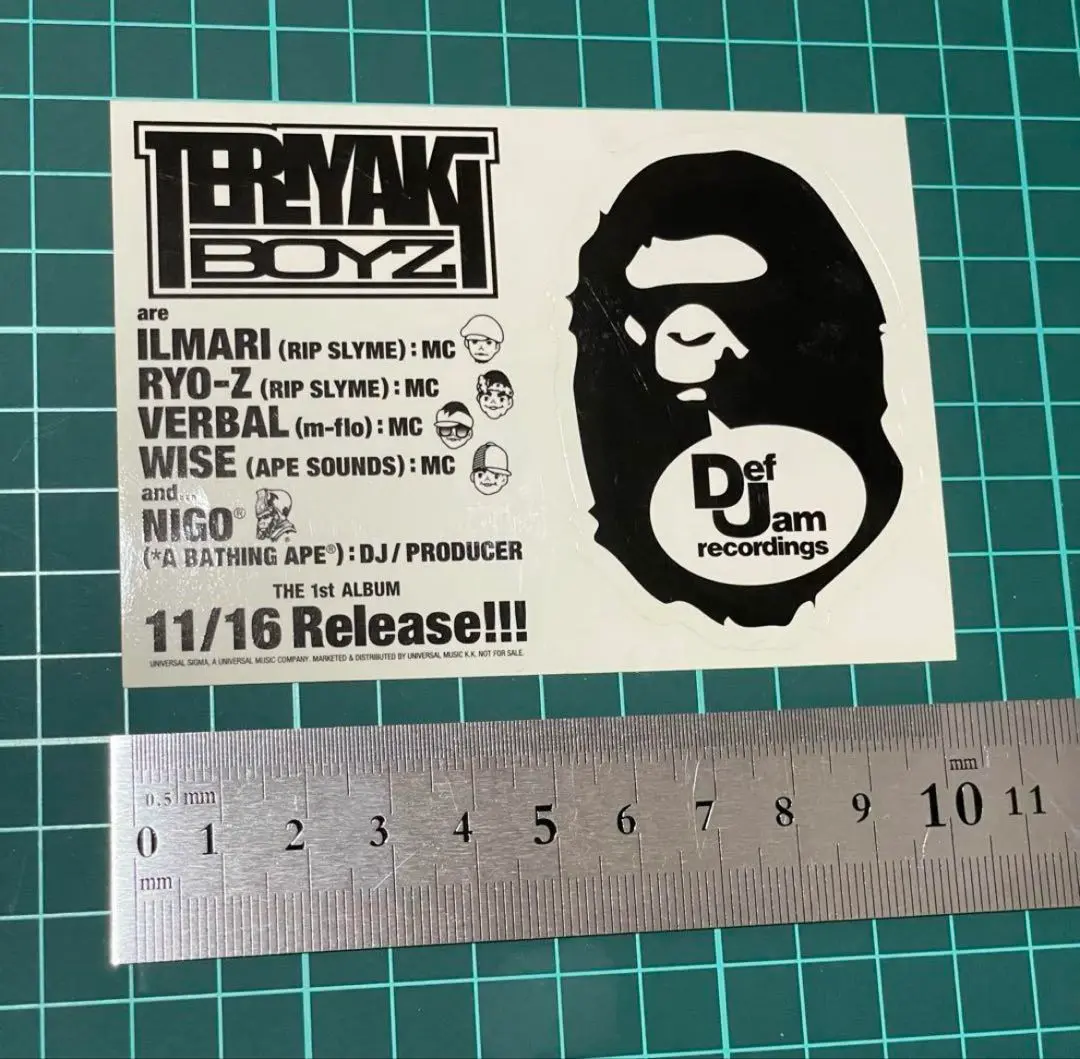 TERIYAKI
BOYZ
are
ILMARI (RIP SLYME) : MC
RYO-Z (RIP SLYME) : MC
VERBAL (m-flo) : MC
WISE (APE SOUNDS) : MC
and...
NIGO®
(*A BATHING APE®) : DJ / PRODUCER
THE 1st ALBUM
11/16 Release!!!
UNIVERSAL SIGMA, A UNIVERSAL MUSIC COMPANY. MARKETED & DISTRIBUTED BY UNIVERSAL MUSIC K.K. NOT FOR SALE.
Def
Jam
recordings
0.5 mm
mm
0 1 2 3 4 5 6 7 8 9 10 11
mm